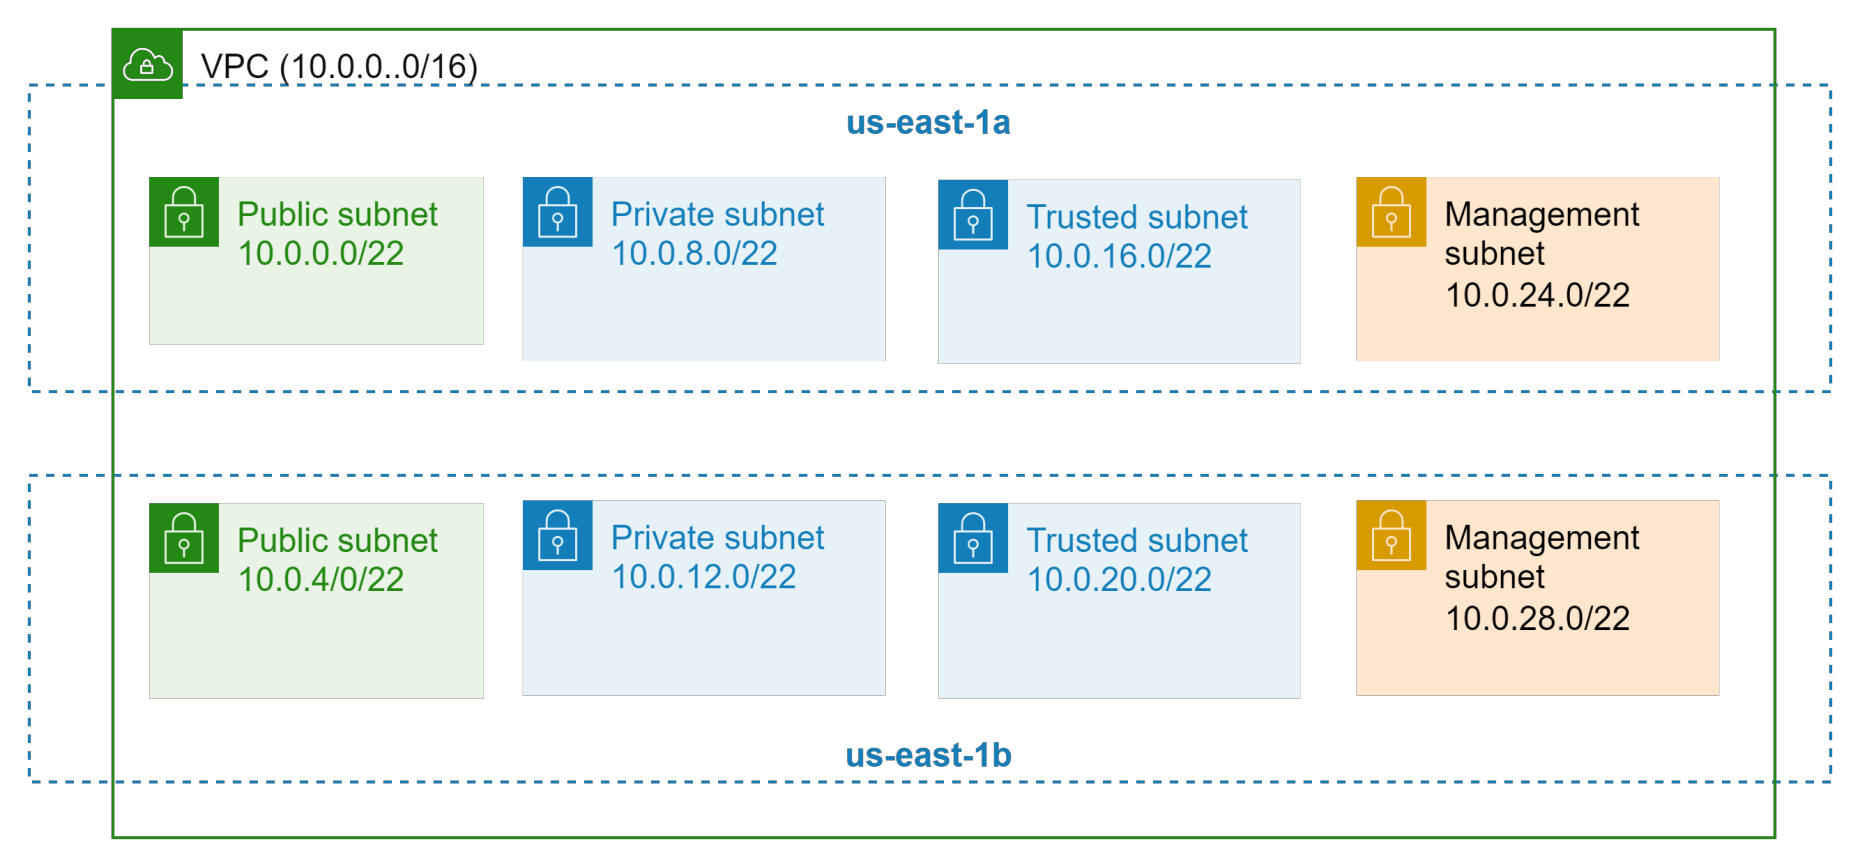 VPC (10.0.0..0/16)
us-east-1a
Public subnet
10.0.0.0/22
Private subnet
10.0.8.0/22
Trusted subnet
10.0.16.0/22
Management
subnet
10.0.24.0/22
Public subnet
10.0.4/0/22
Private subnet
10.0.12.0/22
Trusted subnet
10.0.20.0/22
Management
subnet
10.0.28.0/22
us-east-1b